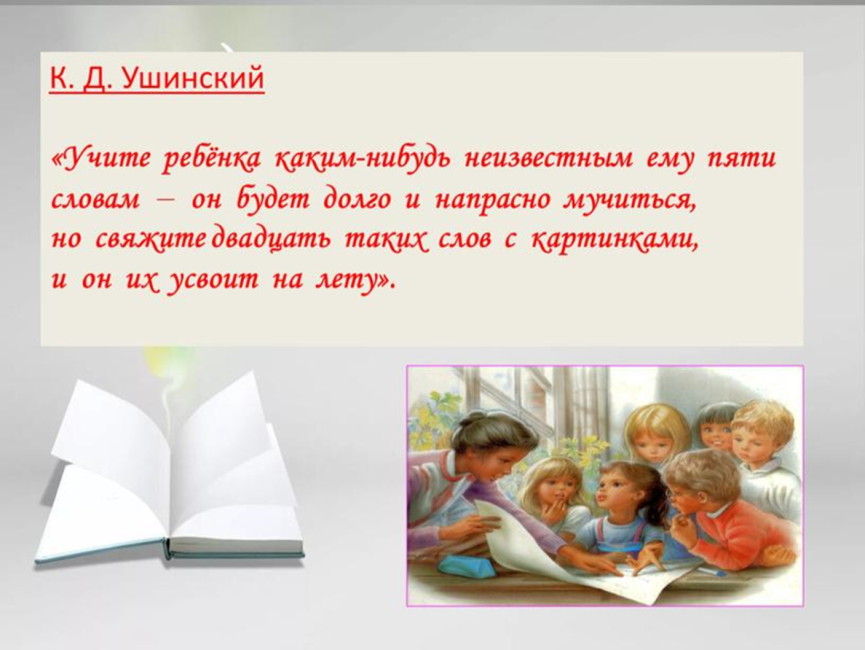 К. Д. Ушинский
«Учите ребёнка каким-нибудь неизвестным ему пяти
словам – он будет долго и напрасно мучиться,
но свяжите двадцать таких слов с картинками,
и он их усвоит на лету».